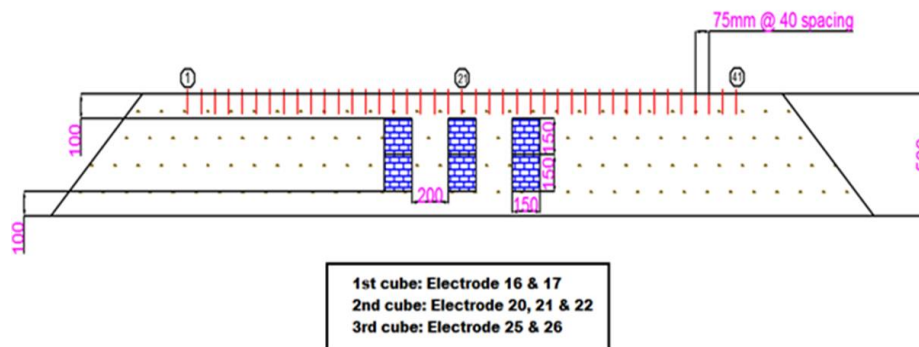 75mm @ 40 spacing
1
21
41
100
150
150
200
150
100
1st cube: Electrode 16 & 17
2nd cube: Electrode 20, 21 & 22
3rd cube: Electrode 25 & 26